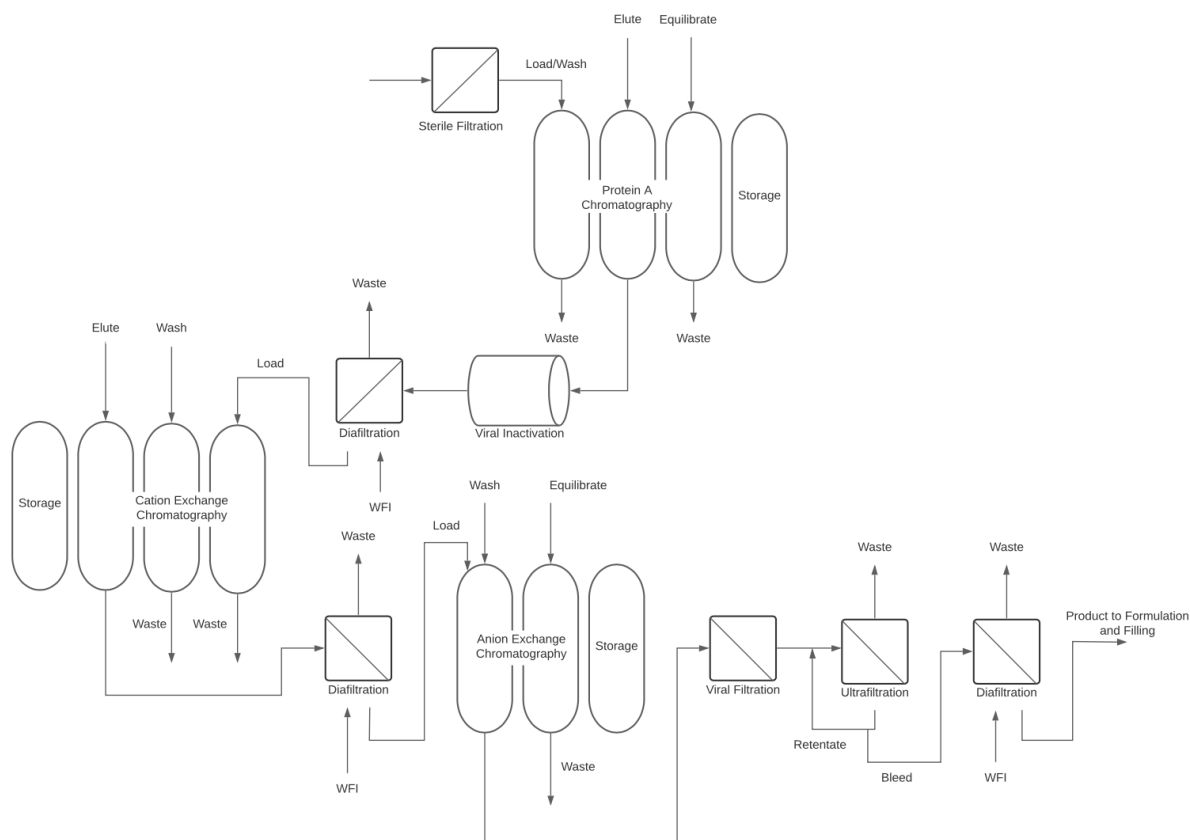 Elute
Equilibrate
Load/Wash
Sterile Filtration
Protein A
Chromatography
Storage
Waste
Waste
Waste
Elute
Wash
Load
Diafiltration
Viral Inactivation
WFI
Storage
Cation Exchange
Chromatography
Waste
Waste
Wash
Equilibrate
Load
Waste
Anion Exchange
Chromatography
Storage
Diafiltration
WFI
Waste
Waste
Waste
Product to Formulation
and Filling
Viral Filtration
Ultrafiltration
Diafiltration
Retentate
Bleed
WFI